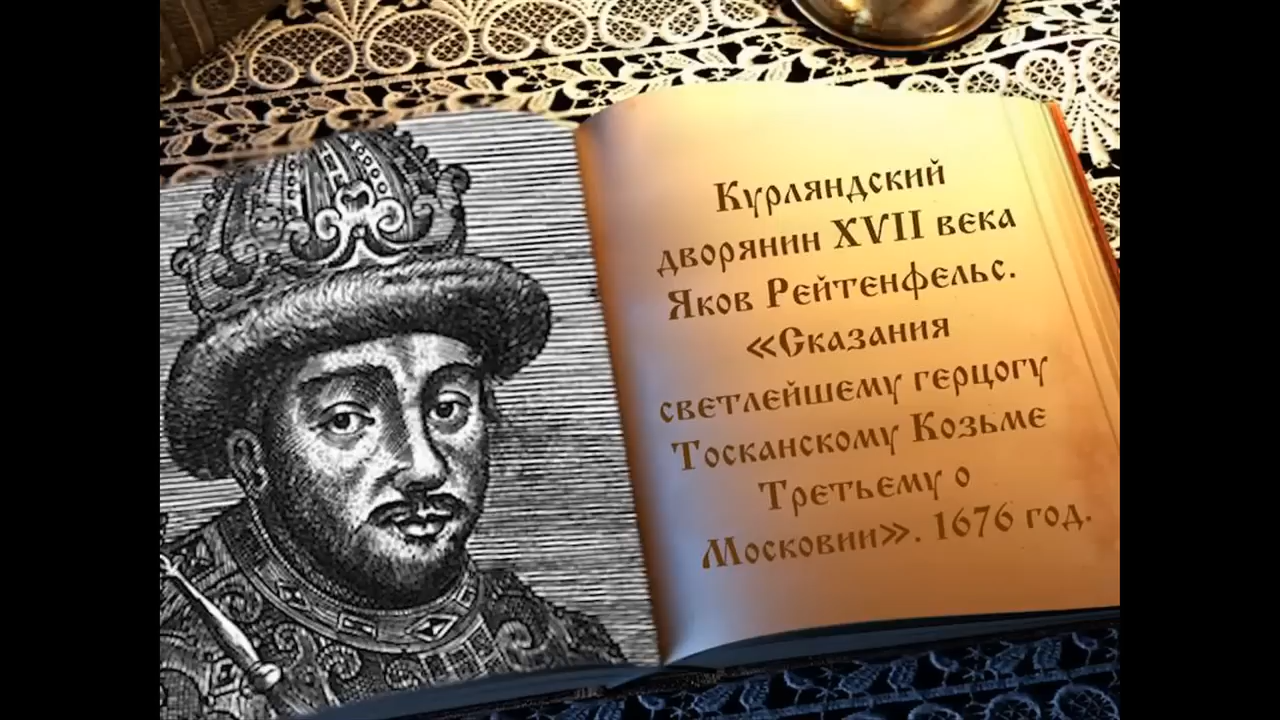 Курляндский
дворянин XVII века
Яков Рейтенфельс.
«Сказания
светлейшему герцогу
Тосканскому Козьме
Третьему о
Московии». 1676 год.